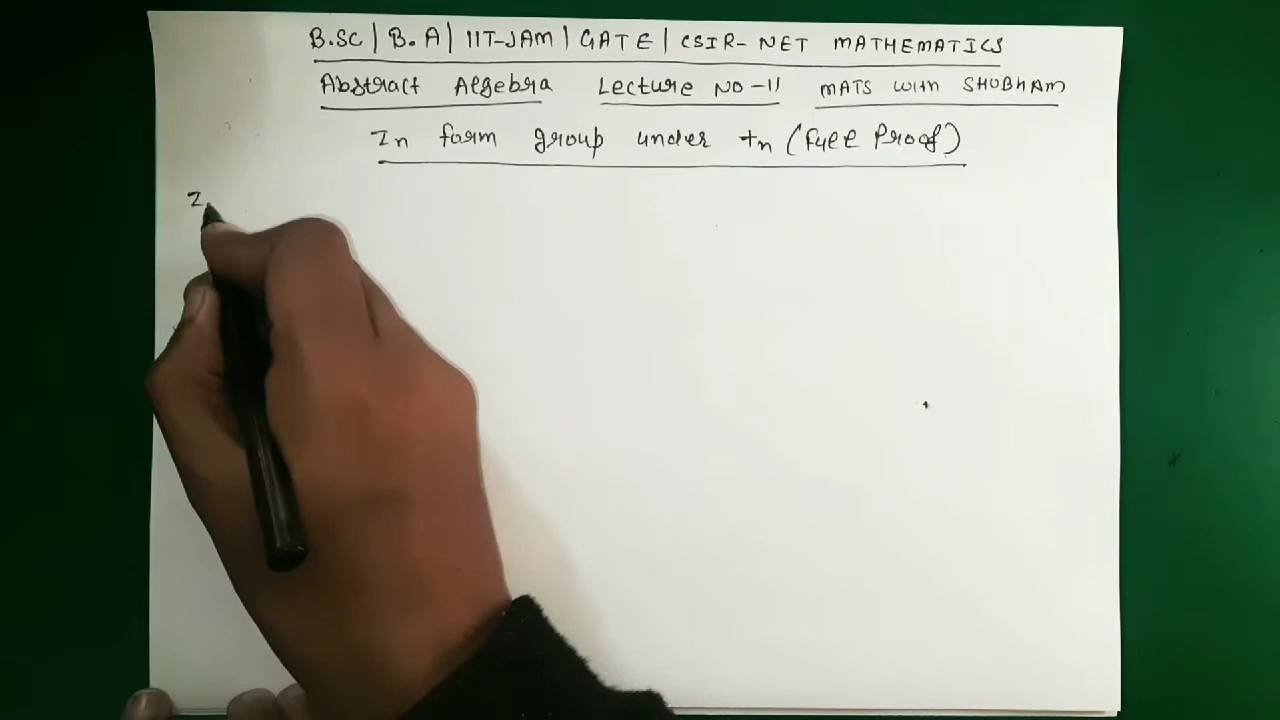 B.SC | B.A | IIT-JAM | GATE | CSIR-NET MATHEMATICS
Abstract Algebra Lecture NO-11 MATS with SHUBHAM
Zn form group under +n (Full Proof)
Z